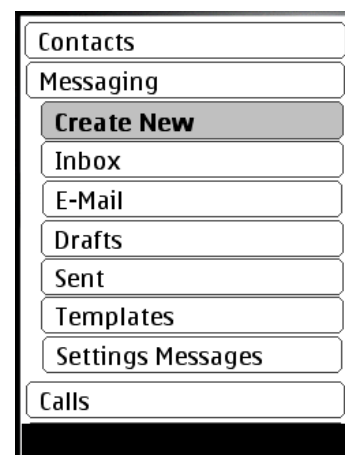 Contacts
Messaging
Create New
Inbox
E-Mail
Drafts
Sent
Templates
Settings Messages
Calls